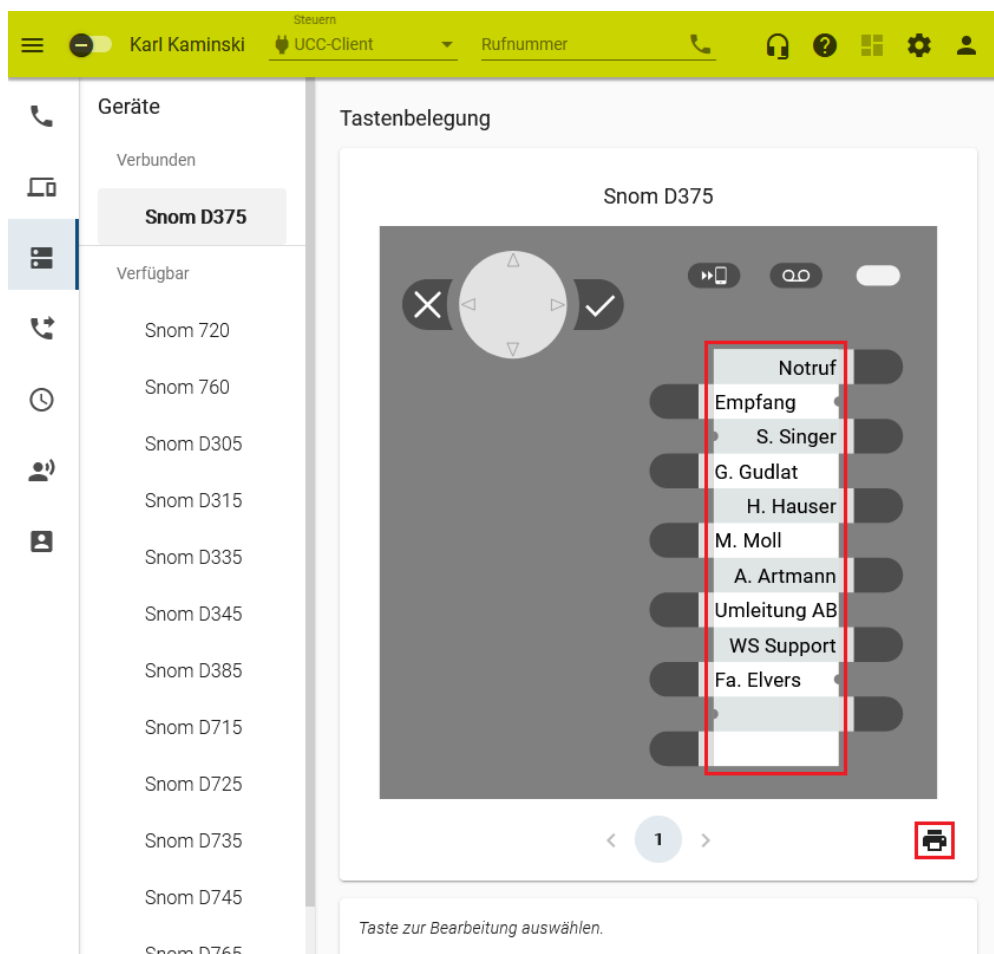 Steuern
Karl Kaminski
UCC-Client
Rufnummer
Geräte
Verbunden
Snom D375
Verfügbar
Snom 720
Snom 760
Snom D305
Snom D315
Snom D335
Snom D345
Snom D385
Snom D715
Snom D725
Snom D735
Snom D745
Snom D765
Tastenbelegung
Snom D375
Notruf
Empfang
S. Singer
G. Gudlat
H. Hauser
M. Moll
A. Artmann
Umleitung AB
WS Support
Fa. Elvers
1
Taste zur Bearbeitung auswählen.